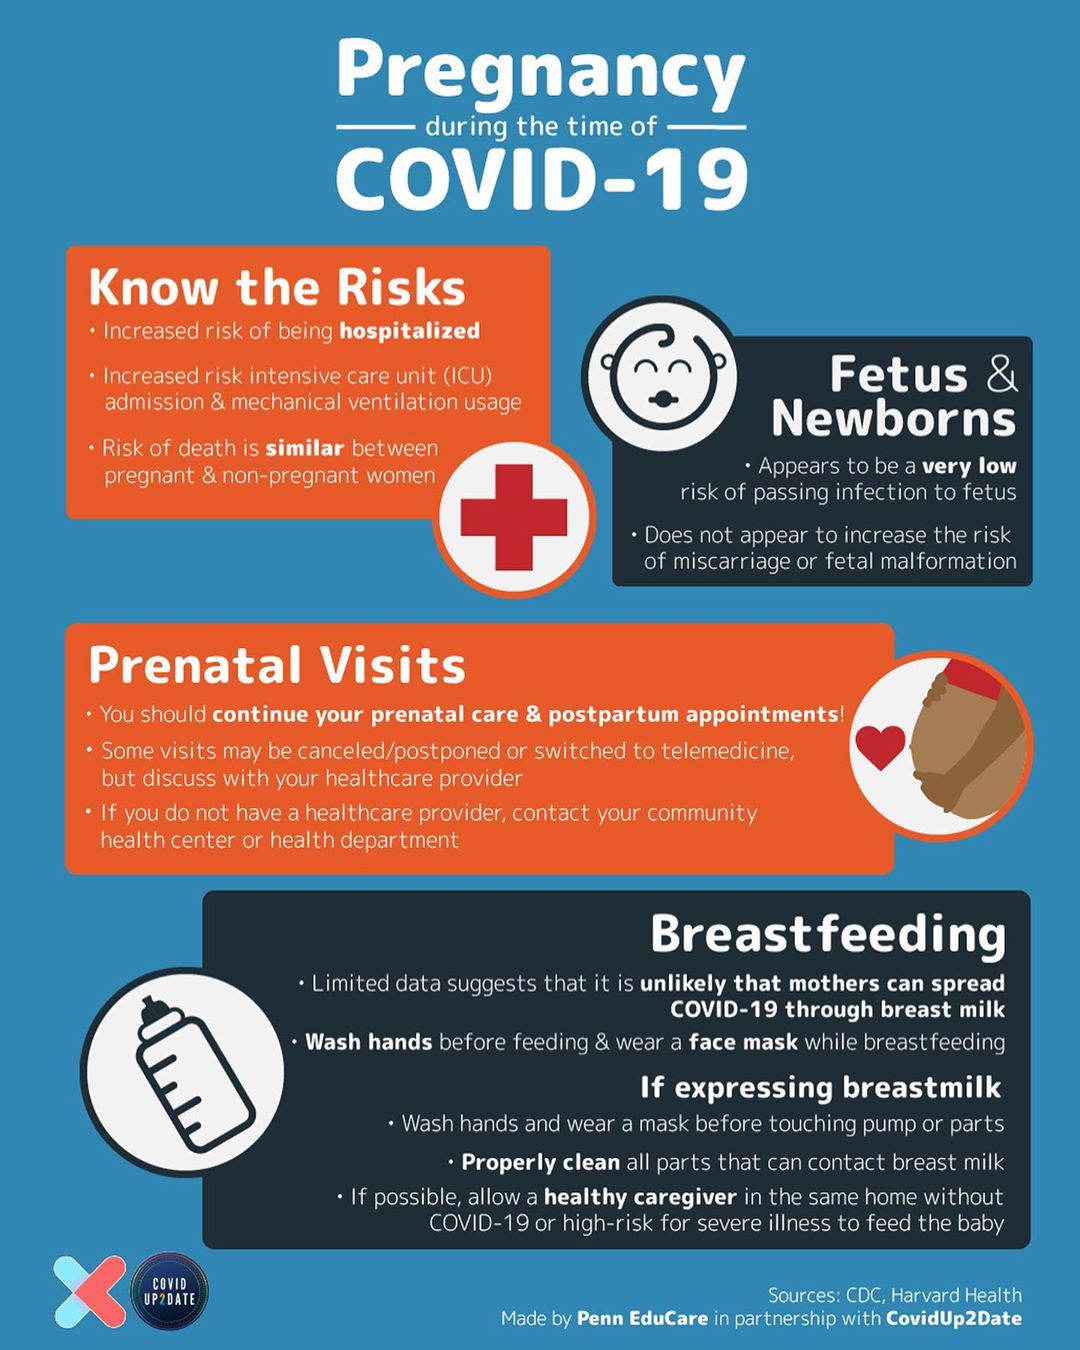 Pregnancy
during the time of
COVID-19
Know the Risks
• Increased risk of being hospitalized
• Increased risk intensive care unit (ICU)
admission & mechanical ventilation usage
• Risk of death is similar between
pregnant & non-pregnant women
Fetus &
Newborns
• Appears to be a very low
risk of passing infection to fetus
• Does not appear to increase the risk
of miscarriage or fetal malformation
Prenatal Visits
• You should continue your prenatal care & postpartum appointments!
• Some visits may be canceled/postponed or switched to telemedicine,
but discuss with your healthcare provider
• If you do not have a healthcare provider, contact your community
health center or health department
Breastfeeding
• Limited data suggests that it is unlikely that mothers can spread
COVID-19 through breast milk
• Wash hands before feeding & wear a face mask while breastfeeding
If expressing breastmilk
• Wash hands and wear a mask before touching pump or parts
• Properly clean all parts that can contact breast milk
• If possible, allow a healthy caregiver in the same home without
COVID-19 or high-risk for severe illness to feed the baby
COVID
UP2DATE
Sources: CDC, Harvard Health
Made by Penn EduCare in partnership with CovidUp2Date